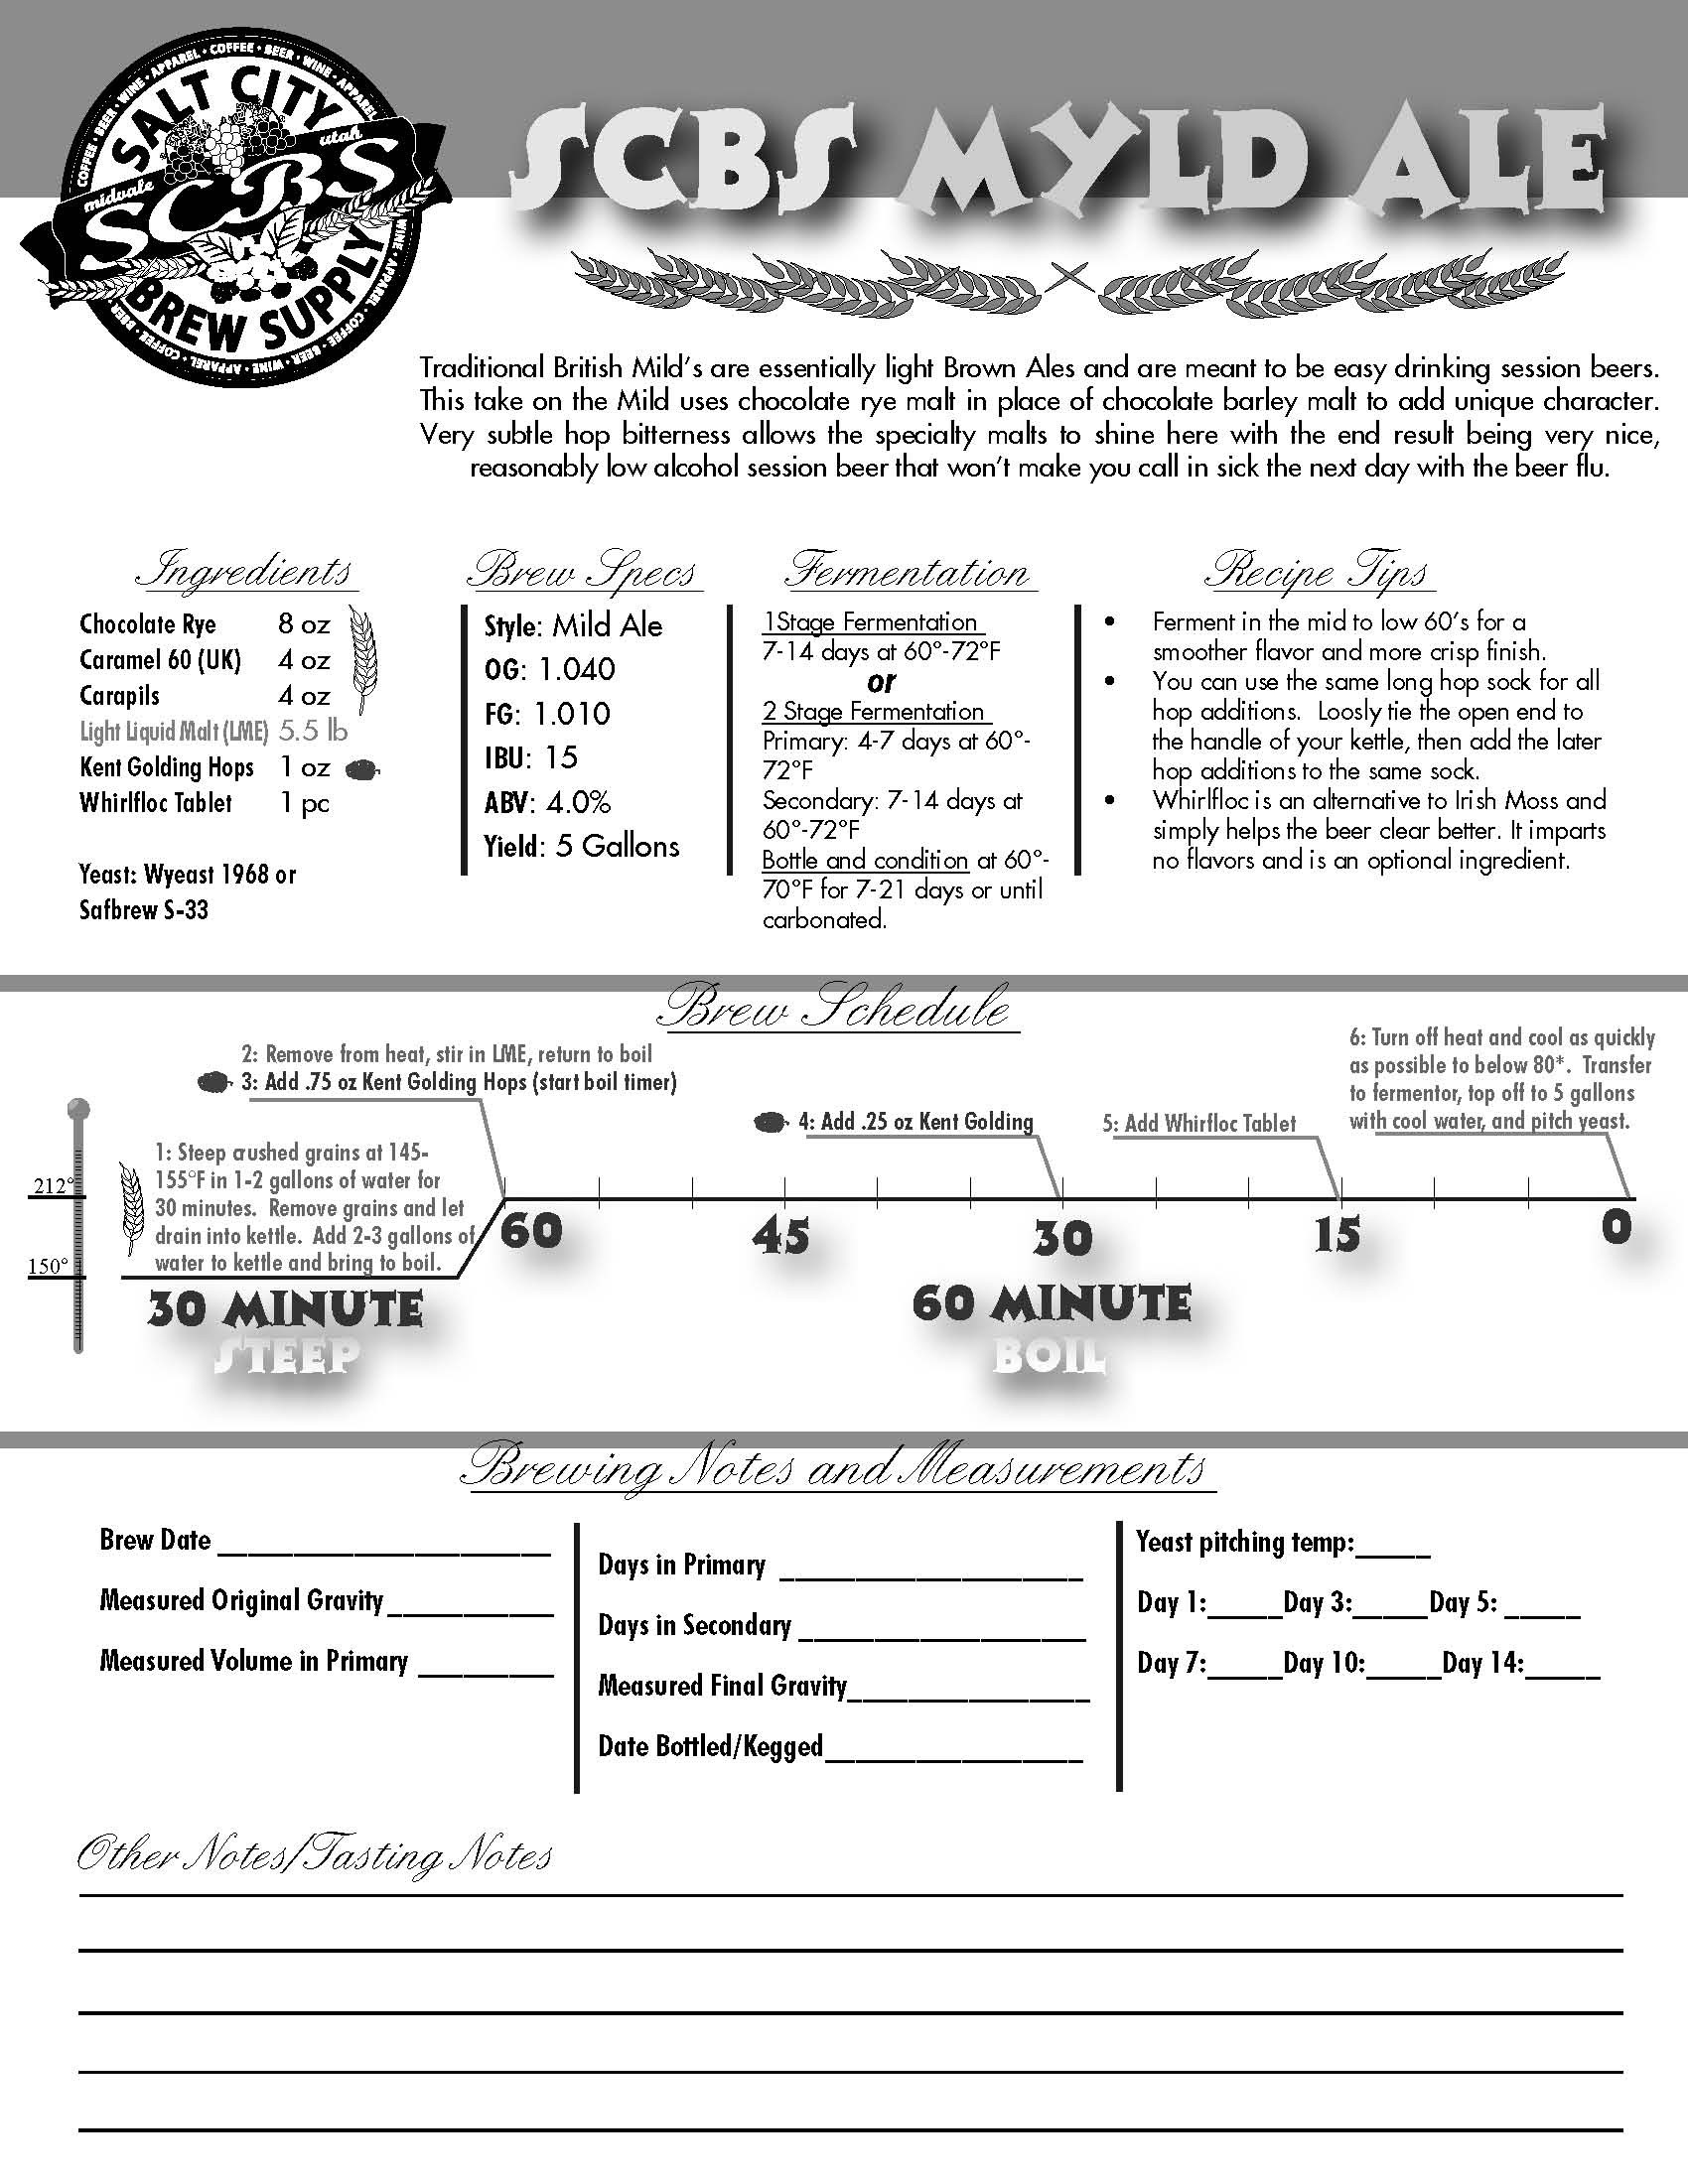 COFFEE • BEER • WINE • APPAREL • COFFEE • BEER • WINE • APPAREL
SALT CITY
midvale
utah
SCBS
BREW SUPPLY
SCBS MYLD ALE
Traditional British Mild's are essentially light Brown Ales and are meant to be easy drinking session beers.
This take on the Mild uses chocolate rye malt in place of chocolate barley malt to add unique character.
Very subtle hop bitterness allows the specialty malts to shine here with the end result being very nice,
reasonably low alcohol session beer that won't make you call in sick the next day with the beer flu.
Ingredients
Chocolate Rye 8 oz
Caramel 60 (UK) 4 oz
Carapils 4 oz
Light Liquid Malt (LME) 5.5 lb
Kent Golding Hops 1 oz
Whirlfloc Tablet 1 pc
Yeast: Wyeast 1968 or
Safbrew S-33
Brew Specs
Style: Mild Ale
OG: 1.040
FG: 1.010
IBU: 15
ABV: 4.0%
Yield: 5 Gallons
Fermentation
1Stage Fermentation
7-14 days at 60°-72°F
or
2 Stage Fermentation
Primary: 4-7 days at 60°-
72°F
Secondary: 7-14 days at
60°-72°F
Bottle and condition at 60°-
70°F for 7-21 days or until
carbonated.
Recipe Tips
• Ferment in the mid to low 60's for a
smoother flavor and more crisp finish.
• You can use the same long hop sock for all
hop additions. Loosly tie the open end to
the handle of your kettle, then add the later
hop additions to the same sock.
• Whirlfloc is an alternative to Irish Moss and
simply helps the beer clear better. It imparts
no flavors and is an optional ingredient.
Brew Schedule
2: Remove from heat, stir in LME, return to boil
3: Add .75 oz Kent Golding Hops (start boil timer)
1: Steep crushed grains at 145-
155°F in 1-2 gallons of water for
30 minutes. Remove grains and let
drain into kettle. Add 2-3 gallons of
water to kettle and bring to boil.
212°
150°
4: Add .25 oz Kent Golding
5: Add Whirfloc Tablet
6: Turn off heat and cool as quickly
as possible to below 80*. Transfer
to fermentor, top off to 5 gallons
with cool water, and pitch yeast.
60 45 30 15 0
30 MINUTE
STEEP
60 MINUTE
BOIL
Brewing Notes and Measurements
Brew Date ______________________
Measured Original Gravity ___________
Measured Volume in Primary _________
Days in Primary ____________________
Days in Secondary ___________________
Measured Final Gravity________________
Date Bottled/Kegged_________________
Yeast pitching temp:_____
Day 1:_____Day 3:_____Day 5: _____
Day 7:_____Day 10:_____Day 14:_____
Other Notes/Tasting Notes